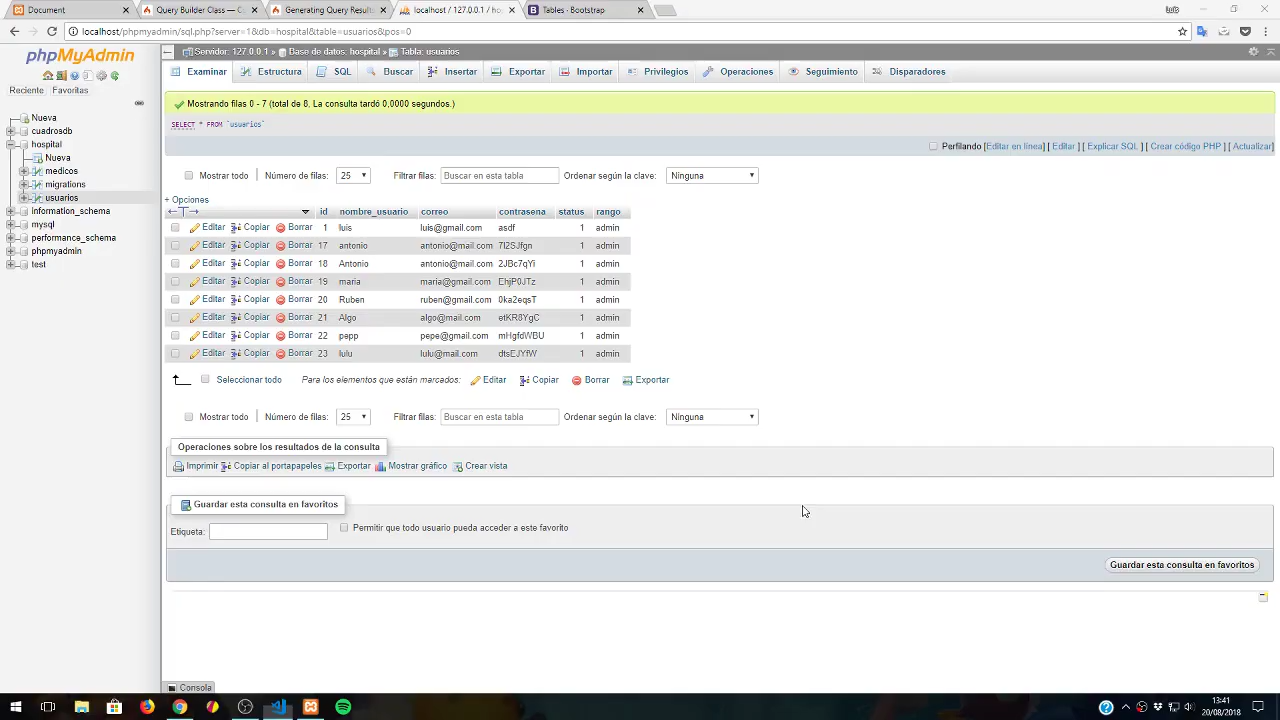 Document
Query Builder Class — C
Generating Query Results
localhost / 127.0.0.1 / ho
Tables · Bootstrap
localhost/phpmyadmin/sql.php?server=1&db=hospital&table=usuarios&pos=0
phpMyAdmin
Reciente Favoritas
Nueva
cuadrosdb
hospital
Nueva
medicos
migrations
usuarios
information_schema
mysql
performance_schema
phpmyadmin
test
Servidor: 127.0.0.1 » Base de datos: hospital » Tabla: usuarios
Examinar Estructura SQL Buscar Insertar Exportar Importar Privilegios Operaciones Seguimiento Disparadores
Mostrando filas 0 - 7 (total de 8, La consulta tardó 0,0000 segundos.)
SELECT * FROM `usuarios`
Perfilando [Editar en línea] [ Editar ] [ Explicar SQL ] [ Crear código PHP ] [ Actualizar]
Mostrar todo | Número de filas: 25 Filtrar filas: Buscar en esta tabla Ordenar según la clave: Ninguna
+ Opciones
←T→ id nombre_usuario correo contrasena status rango
Editar Copiar Borrar 1 luis luis@gmail.com asdf 1 admin
Editar Copiar Borrar 17 antonio antonio@mail.com 7I2SJfgn 1 admin
Editar Copiar Borrar 18 Antonio antonio@mail.com 2JBc7qYi 1 admin
Editar Copiar Borrar 19 maria maria@gmail.com EhjP0JTz 1 admin
Editar Copiar Borrar 20 Ruben ruben@gmail.com 0ka2eqsT 1 admin
Editar Copiar Borrar 21 Algo algo@mail.com etKR8YgC 1 admin
Editar Copiar Borrar 22 pepp pepe@gmail.com mHgfdWBU 1 admin
Editar Copiar Borrar 23 lulu lulu@mail.com dtsEJYfW 1 admin
Seleccionar todo Para los elementos que están marcados: Editar Copiar Borrar Exportar
Mostrar todo | Número de filas: 25 Filtrar filas: Buscar en esta tabla Ordenar según la clave: Ninguna
Operaciones sobre los resultados de la consulta
Imprimir Copiar al portapapeles Exportar Mostrar gráfico Crear vista
Guardar esta consulta en favoritos
Etiqueta: Permitir que todo usuario pueda acceder a este favorito
Guardar esta consulta en favoritos
Consola
13:41
20/08/2018